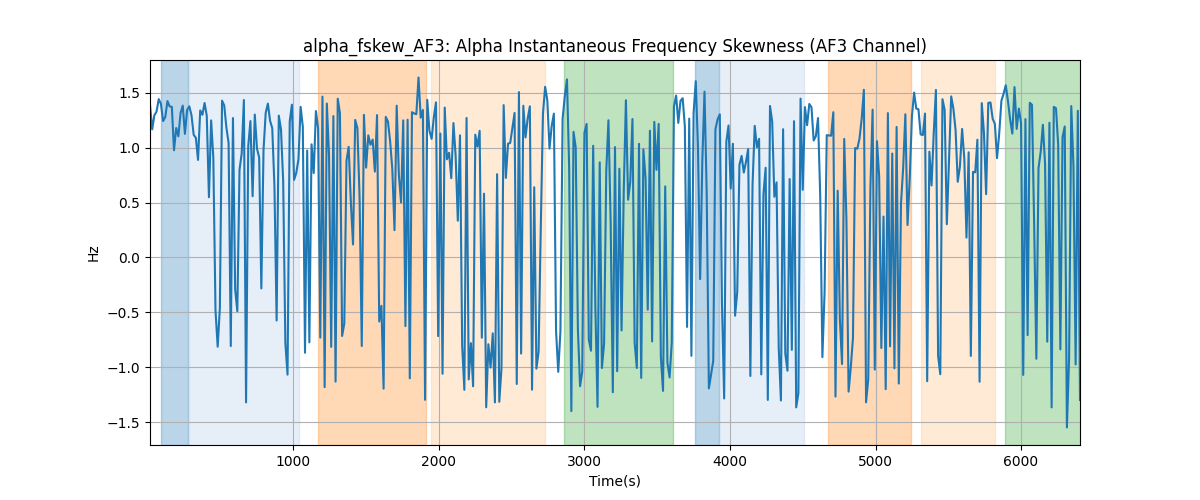 alpha_fskew_AF3: Alpha Instantaneous Frequency Skewness (AF3 Channel)
1.5
1.0
0.5
0.0
−0.5
−1.0
−1.5
Hz
1000 2000 3000 4000 5000 6000
Time(s)